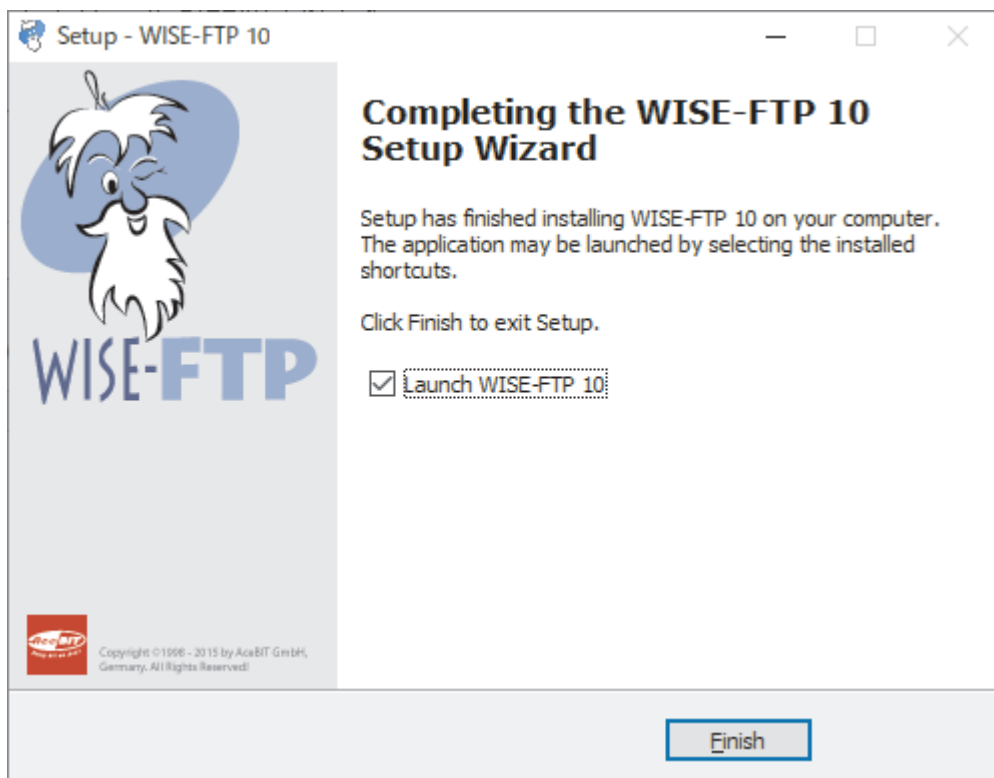 Setup - WISE-FTP 10
Completing the WISE-FTP 10
Setup Wizard
Setup has finished installing WISE-FTP 10 on your computer.
The application may be launched by selecting the installed
shortcuts.
Click Finish to exit Setup.
Launch WISE-FTP 10
WISE-FTP
AceBIT
Copyright ©1998 - 2015 by AceBIT GmbH,
Germany. All Rights Reserved!
Finish